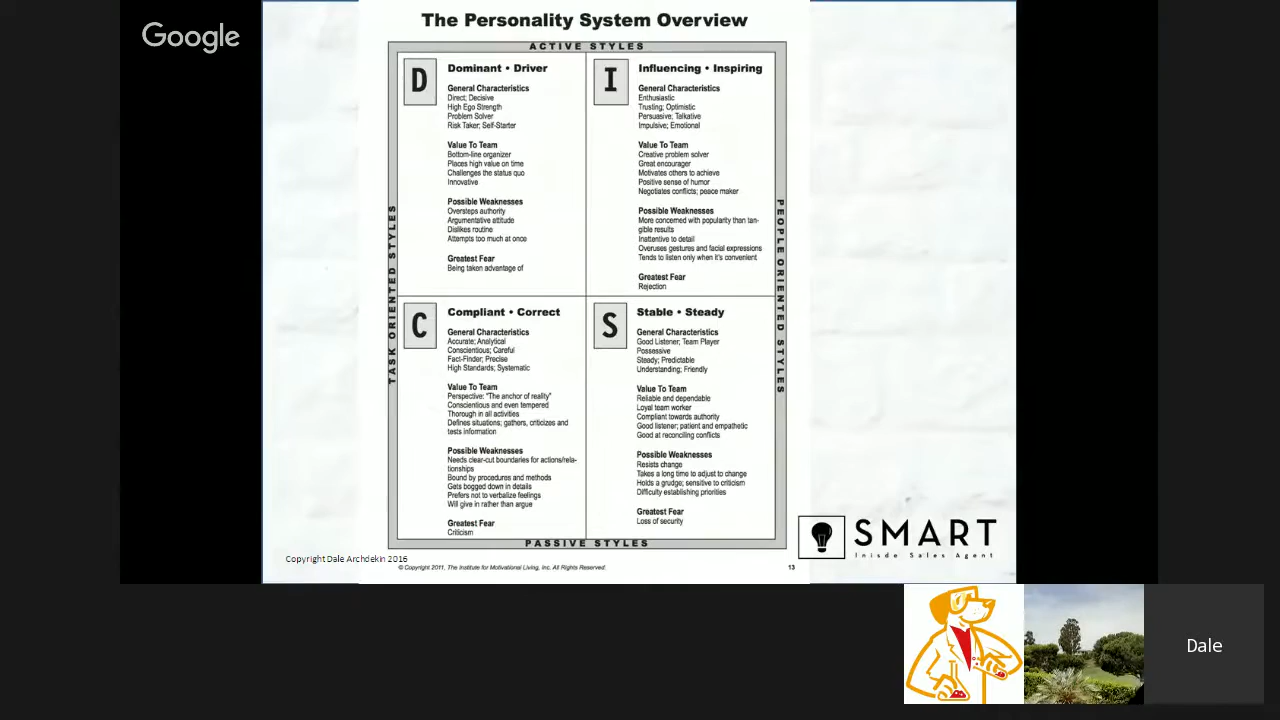 Google
The Personality System Overview
ACTIVE STYLES
TASK ORIENTED STYLES
D
Dominant • Driver
General Characteristics
Direct; Decisive
High Ego Strength
Problem Solver
Risk Taker; Self-Starter
Value To Team
Bottom-line organizer
Places high value on time
Challenges the status quo
Innovative
Possible Weaknesses
Oversteps authority
Argumentative attitude
Dislikes routine
Attempts too much at once
Greatest Fear
Being taken advantage of
I
Influencing • Inspiring
General Characteristics
Enthusiastic
Trusting; Optimistic
Persuasive; Talkative
Impulsive; Emotional
Value To Team
Creative problem solver
Great encourager
Motivates others to achieve
Positive sense of humor
Negotiates conflicts; peace maker
Possible Weaknesses
More concerned with popularity than tan-
gible results
Inattentive to detail
Overuses gestures and facial expressions
Tends to listen only when it's convenient
Greatest Fear
Rejection
PEOPLE ORIENTED STYLES
C
Compliant • Correct
General Characteristics
Accurate; Analytical
Conscientious; Careful
Fact-Finder; Precise
High Standards; Systematic
Value To Team
Perspective: "The anchor of reality"
Conscientious and even tempered
Thorough in all activities
Defines situations; gathers, criticizes and
tests information
Possible Weaknesses
Needs clear-cut boundaries for actions/rela-
tionships
Bound by procedures and methods
Gets bogged down in details
Prefers not to verbalize feelings
Will give in rather than argue
Greatest Fear
Criticism
S
Stable • Steady
General Characteristics
Good Listener; Team Player
Possessive
Steady; Predictable
Understanding; Friendly
Value To Team
Reliable and dependable
Loyal team worker
Compliant towards authority
Good listener; patient and empathetic
Good at reconciling conflicts
Possible Weaknesses
Resists change
Takes a long time to adjust to change
Holds a grudge; sensitive to criticism
Difficulty establishing priorities
Greatest Fear
Loss of security
PASSIVE STYLES
SMART
Inisde Sales Agent
Copyright Dale Archdekin 2016
© Copyright 2011, The Institute for Motivational Living, Inc. All Rights Reserved.
13
Dale